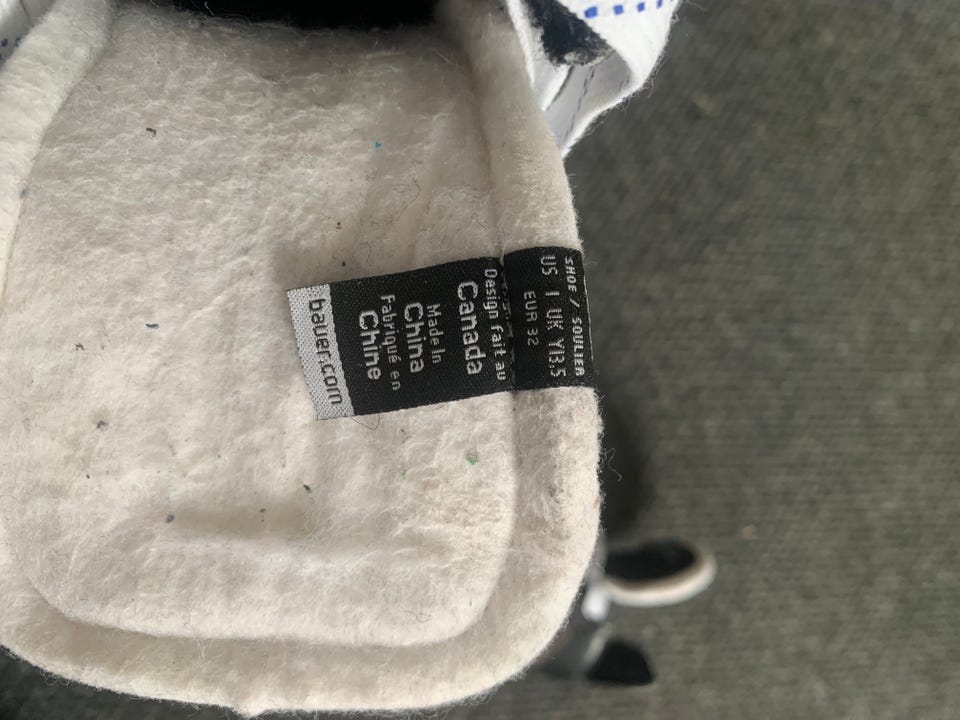 SHOE / SOULIER
US 1 UK Y13.5
EUR 32
Design fait au
Canada
Made In
China
Fabriqué en
Chine
bauer.com